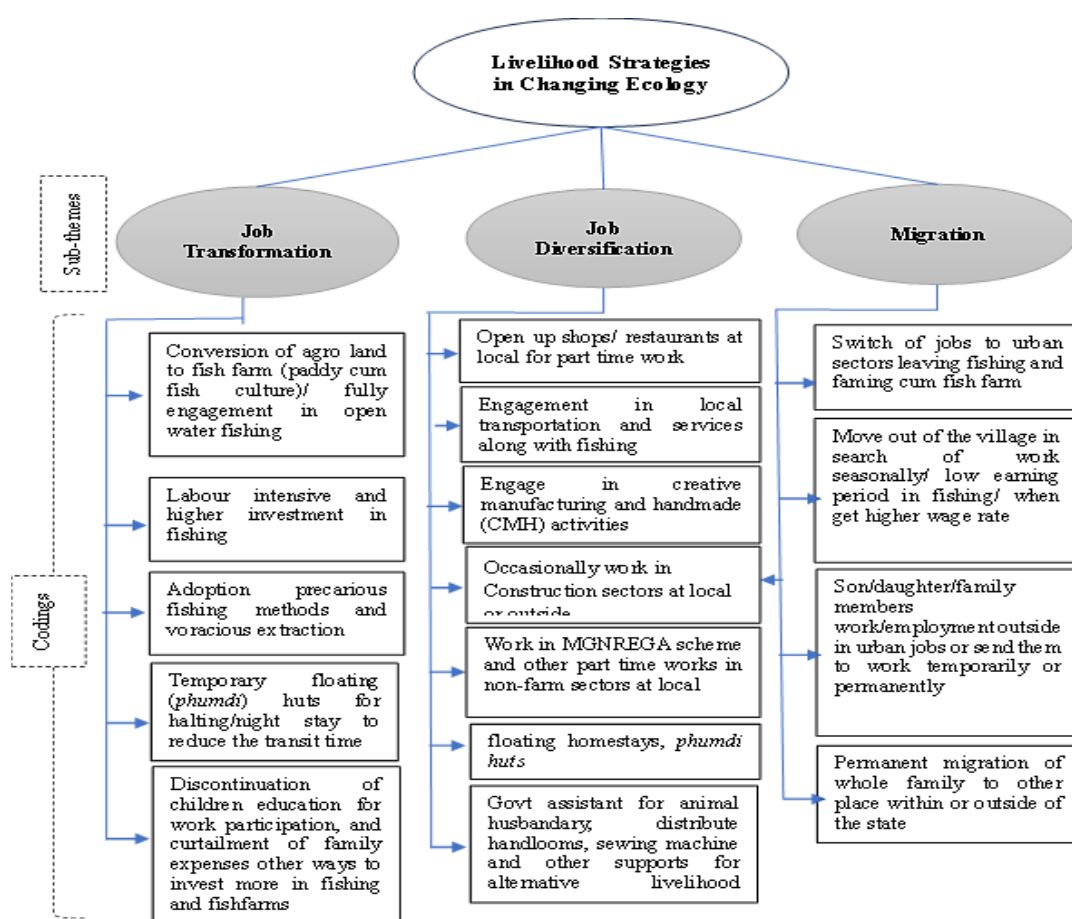 Livelihood Strategies
in Changing Ecology
Sub-themes
Job
Transformation
Job
Diversification
Migration
Codings
Conversion of agro land
to fish farm (paddy cum
fish culture)/ fully
engagement in open
water fishing
Labour intensive and
higher investment in
fishing
Adoption precarious
fishing methods and
voracious extraction
Temporary floating
(phumdi) huts for
halting/night stay to
reduce the transit time
Discontinuation of
children education for
work participation, and
curtailment of family
expenses other ways to
invest more in fishing
and fishfarms
Open up shops/ restaurants at
local for part time work
Engagement in local
transportation and services
along with fishing
Engage in creative
manufacturing and handmade
(CMH) activities
Occasionally work in
Construction sectors at local
or outside
Work in MGNREGA scheme
and other part time works in
non-farm sectors at local
floating homestays, phumdi
huts
Govt assistant for animal
husbandary, distribute
handlooms, sewing machine
and other supports for
alternative livelihood
Switch of jobs to urban
sectors leaving fishing and
faming cum fish farm
Move out of the village in
search of work
seasonally/ low earning
period in fishing/ when
get higher wage rate
Son/daughter/family
members
work/employment outside
in urban jobs or send them
to work temporarily or
permanently
Permanent migration of
whole family to other
place within or outside of
the state